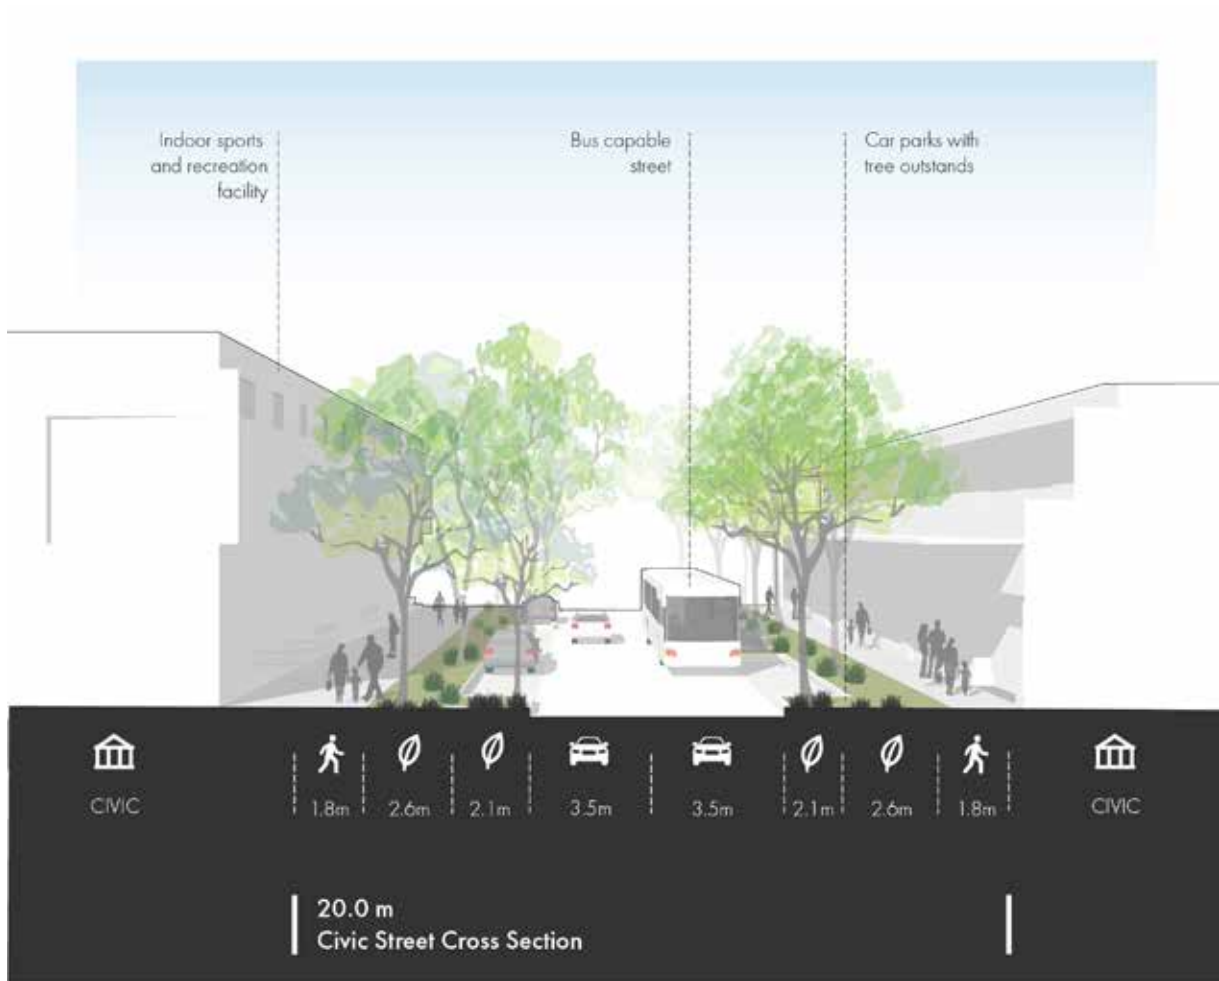 Indoor sports
and recreation
facility
Bus capable
street
Car parks with
tree outstands
CIVIC
1.8m
2.6m
2.1m
3.5m
3.5m
2.1m
2.6m
1.8m
CIVIC
20.0 m
Civic Street Cross Section